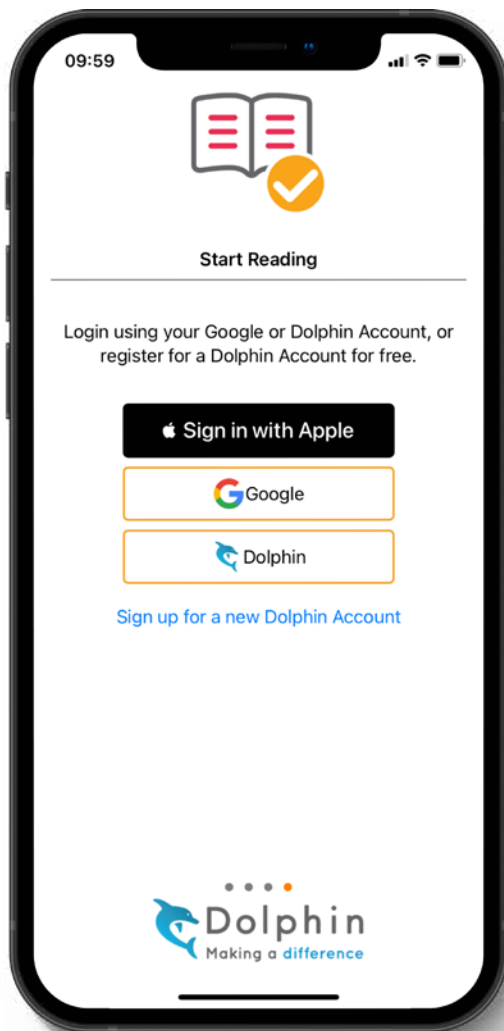 09:59
Start Reading
Login using your Google or Dolphin Account, or
register for a Dolphin Account for free.
Sign in with Apple
Google
Dolphin
Sign up for a new Dolphin Account
Dolphin
Making a difference